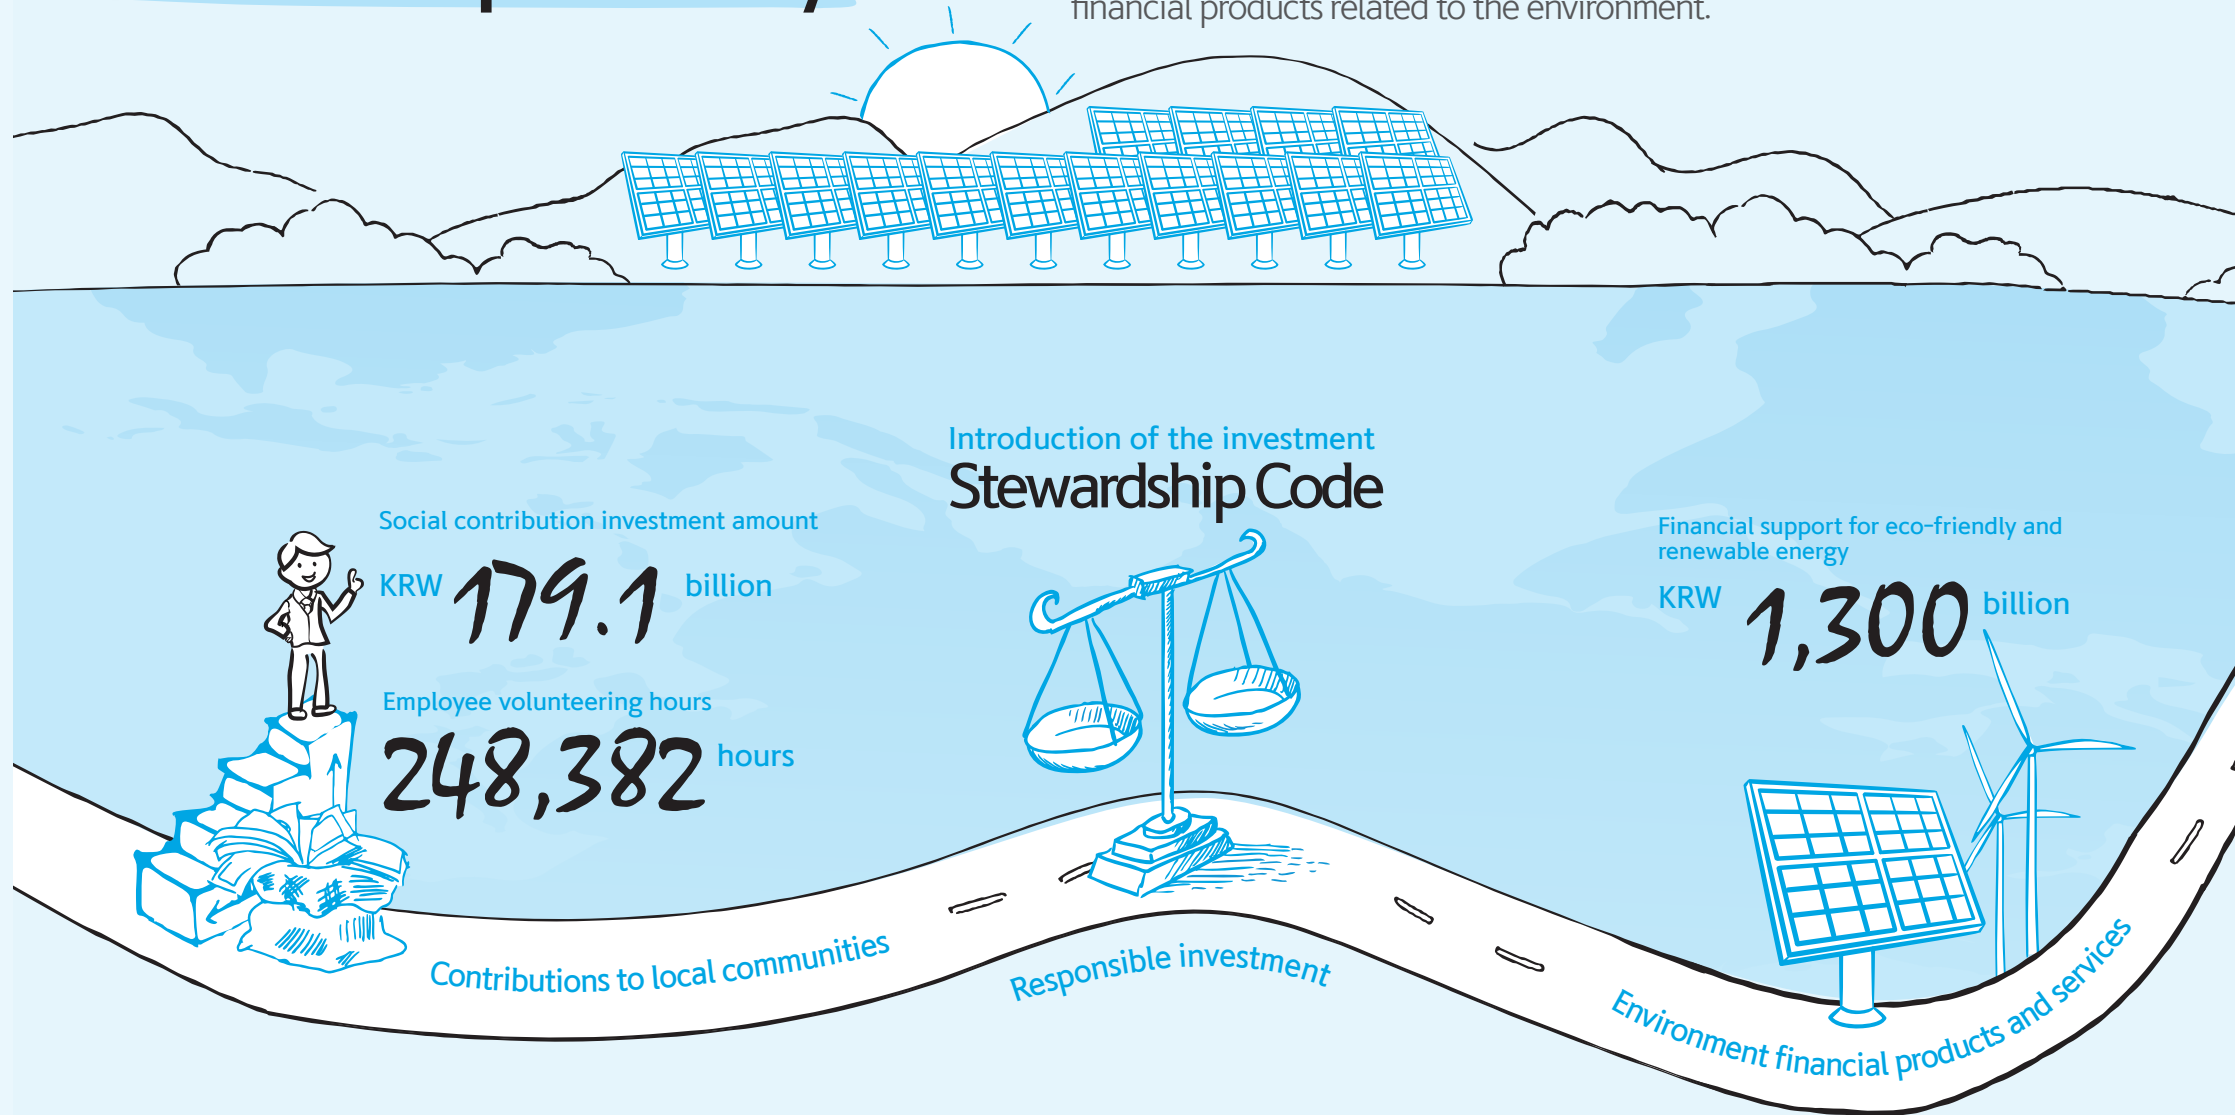 financial products related to the environment.
Introduction of the investment
Stewardship Code
Social contribution investment amount
KRW 179.1 billion
Employee volunteering hours
248,382 hours
Financial support for eco-friendly and
renewable energy
KRW 1,300 billion
Contributions to local communities
Responsible investment
Environment financial products and services